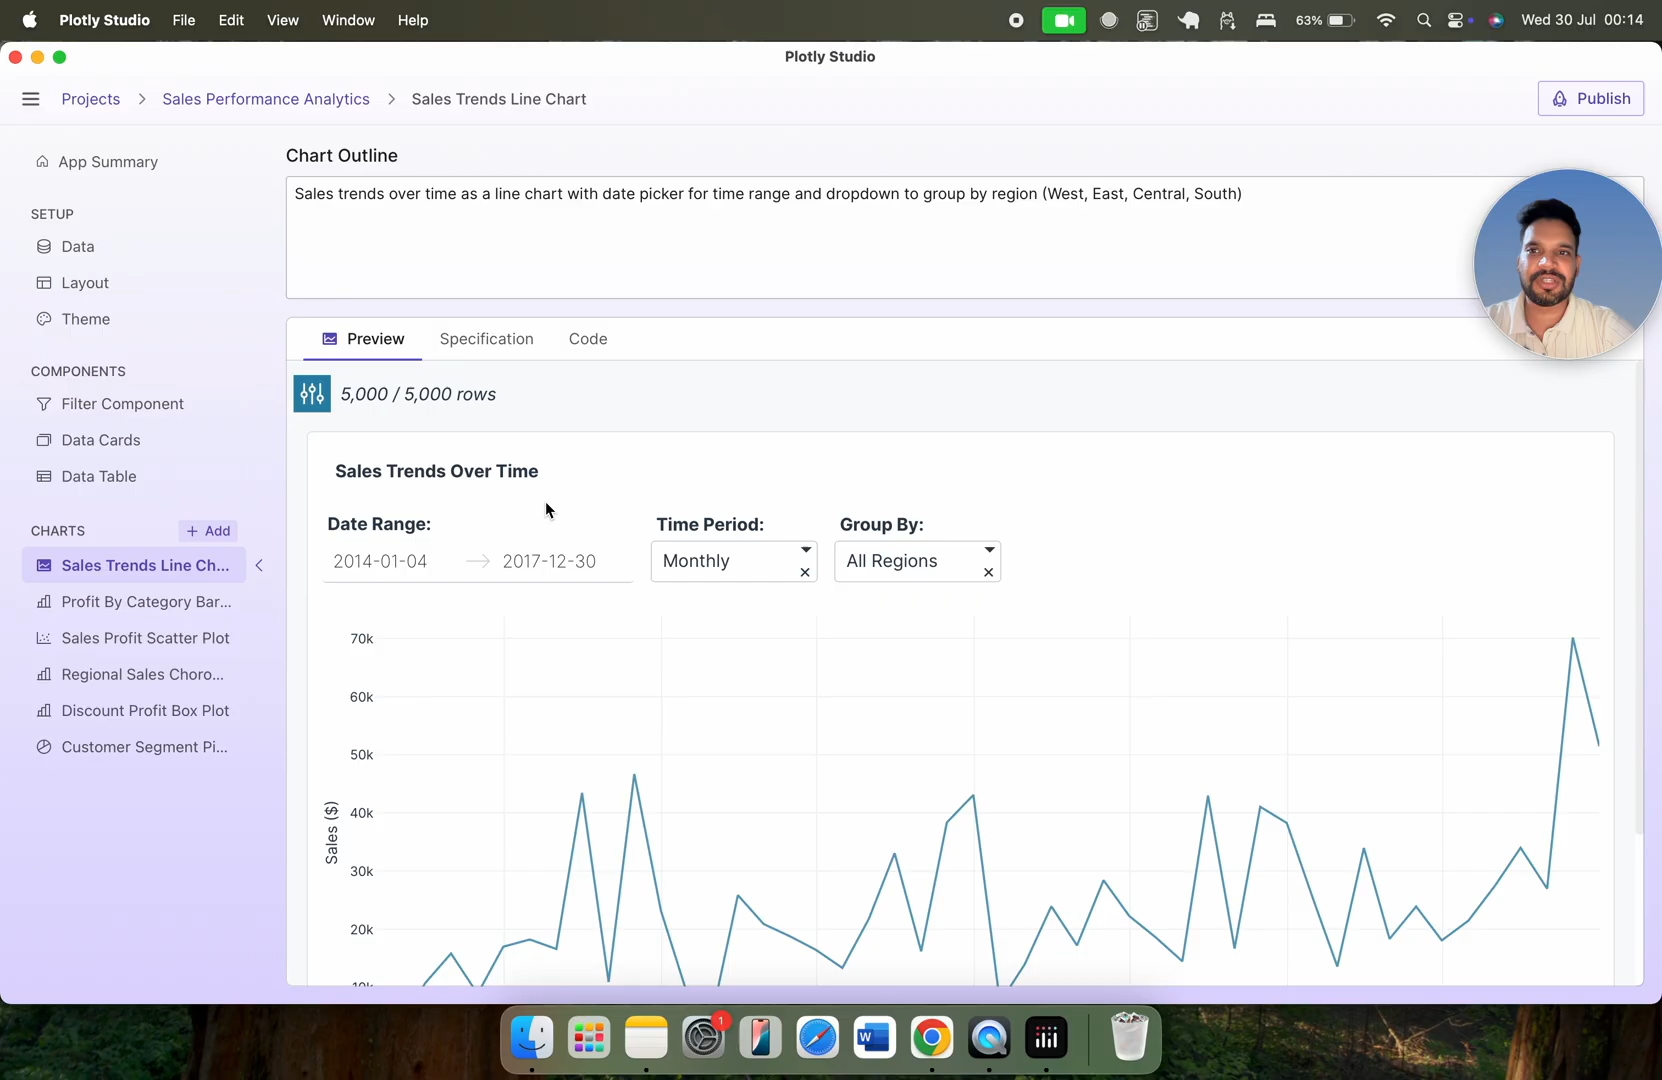 Plotly Studio File Edit View Window Help 63% Wed 30 Jul 00:14
Plotly Studio
Projects > Sales Performance Analytics > Sales Trends Line Chart Publish
App Summary
SETUP
Data
Layout
Theme
COMPONENTS
Filter Component
Data Cards
Data Table
CHARTS + Add
Sales Trends Line Ch...
Profit By Category Bar...
Sales Profit Scatter Plot
Regional Sales Choro...
Discount Profit Box Plot
Customer Segment Pi...
Chart Outline
Sales trends over time as a line chart with date picker for time range and dropdown to group by region (West, East, Central, South)
Preview Specification Code
5,000 / 5,000 rows
Sales Trends Over Time
Date Range: Time Period: Group By:
2014-01-04 → 2017-12-30 Monthly × All Regions ×
70k
60k
50k
40k
30k
20k
10k
Sales ($)
1
W